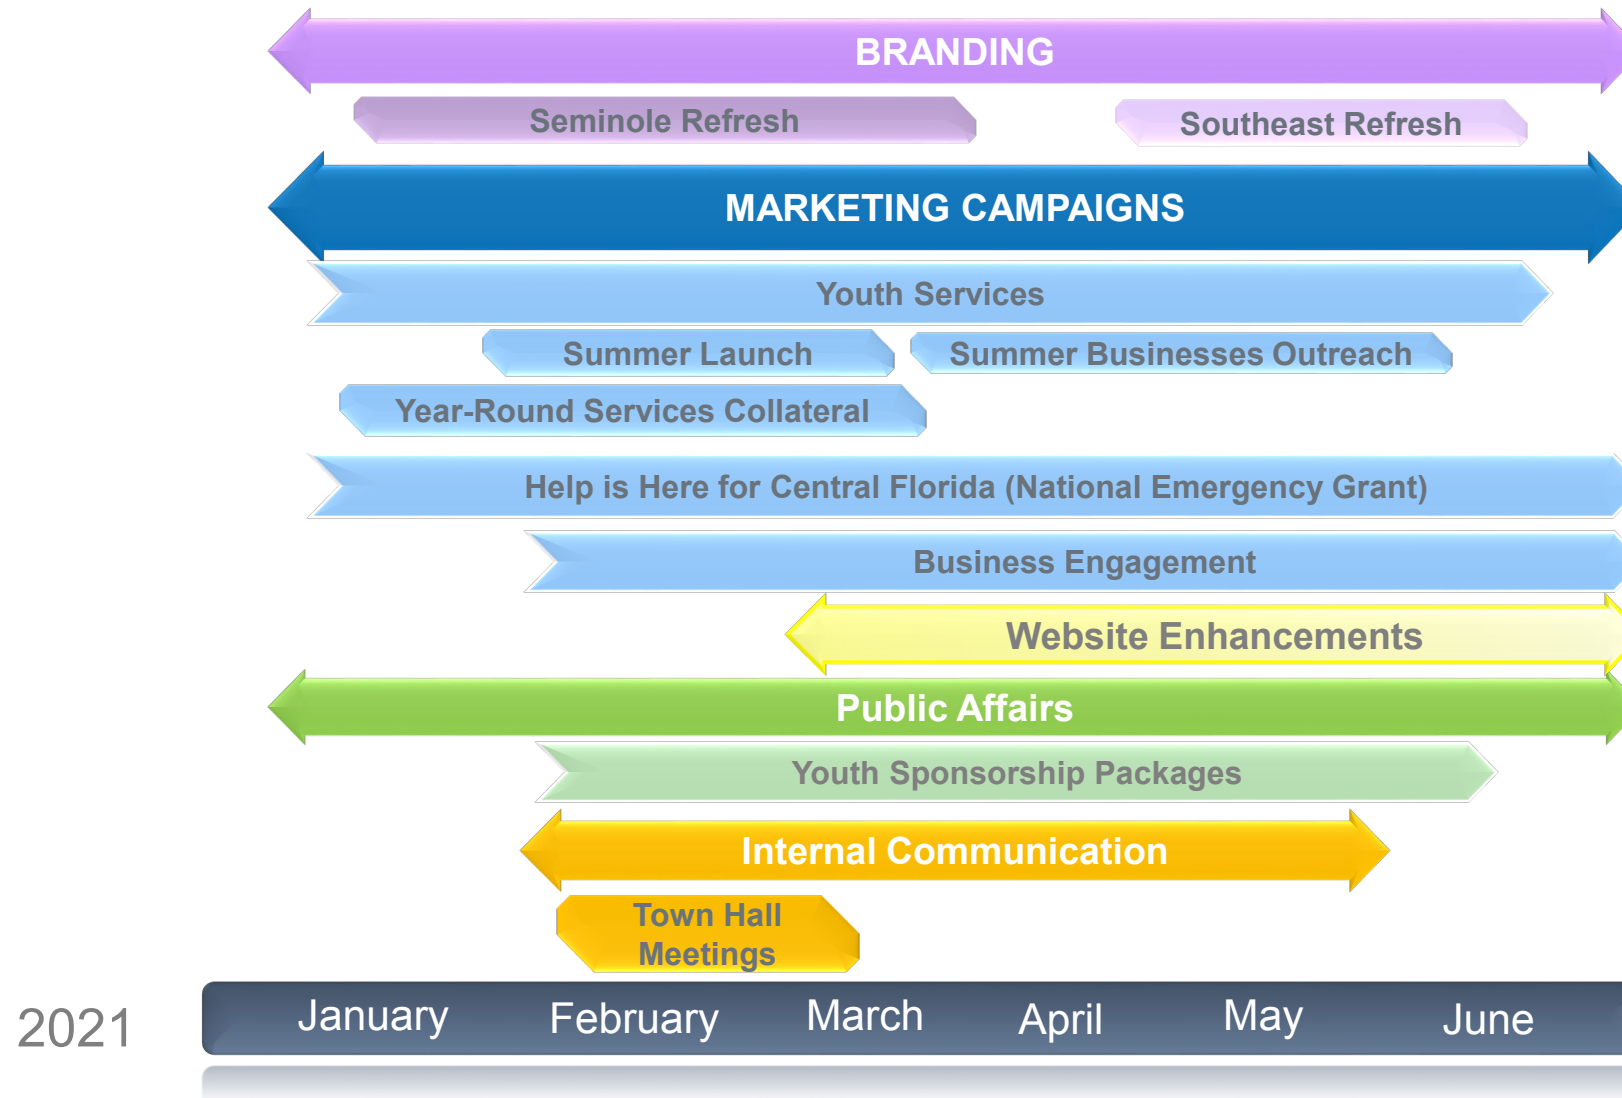 BRANDING
Seminole Refresh
Southeast Refresh
MARKETING CAMPAIGNS
Youth Services
Summer Launch
Summer Businesses Outreach
Year-Round Services Collateral
Help is Here for Central Florida (National Emergency Grant)
Business Engagement
Website Enhancements
Public Affairs
Youth Sponsorship Packages
Internal Communication
Town Hall
Meetings
2021
January
February
March
April
May
June